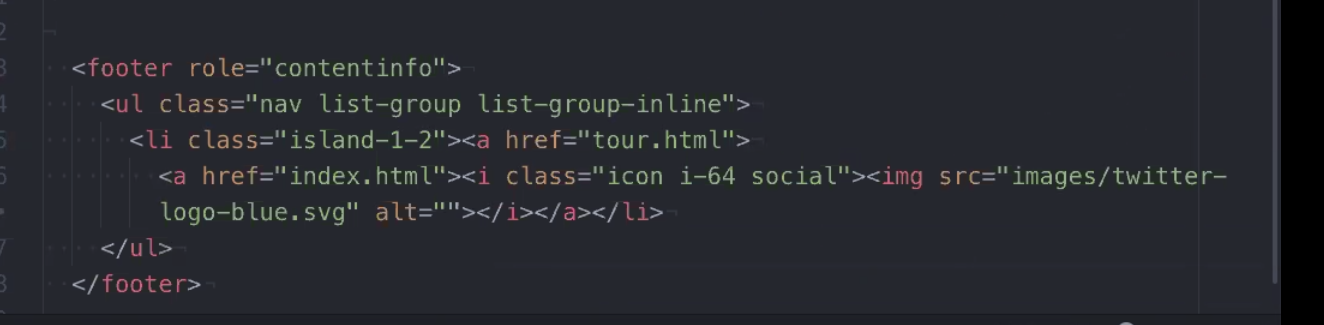 <footer role="contentinfo">
<ul class="nav list-group list-group-inline">
<li class="island-1-2"><a href="tour.html">
<a href="index.html"><i class="icon i-64 social"><img src="images/twitter-
logo-blue.svg" alt=""></i></a></li>
</ul>
</footer>